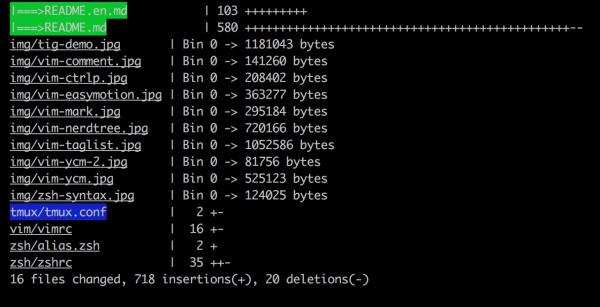 |===>README.en.md | 103 +++++++++
|===>README.md | 580 +++++++++++++++++++++++++++++++++++++++++++++++--
img/tig-demo.jpg | Bin 0 -> 1181043 bytes
img/vim-comment.jpg | Bin 0 -> 141260 bytes
img/vim-ctrlp.jpg | Bin 0 -> 208402 bytes
img/vim-easymotion.jpg | Bin 0 -> 363277 bytes
img/vim-mark.jpg | Bin 0 -> 295184 bytes
img/vim-nerdtree.jpg | Bin 0 -> 720166 bytes
img/vim-taglist.jpg | Bin 0 -> 1052586 bytes
img/vim-ycm-2.jpg | Bin 0 -> 81756 bytes
img/vim-ycm.jpg | Bin 0 -> 525123 bytes
img/zsh-syntax.jpg | Bin 0 -> 124025 bytes
tmux/tmux.conf | 2 +-
vim/vimrc | 16 +-
zsh/alias.zsh | 2 +
zsh/zshrc | 35 ++-
16 files changed, 718 insertions(+), 20 deletions(-)